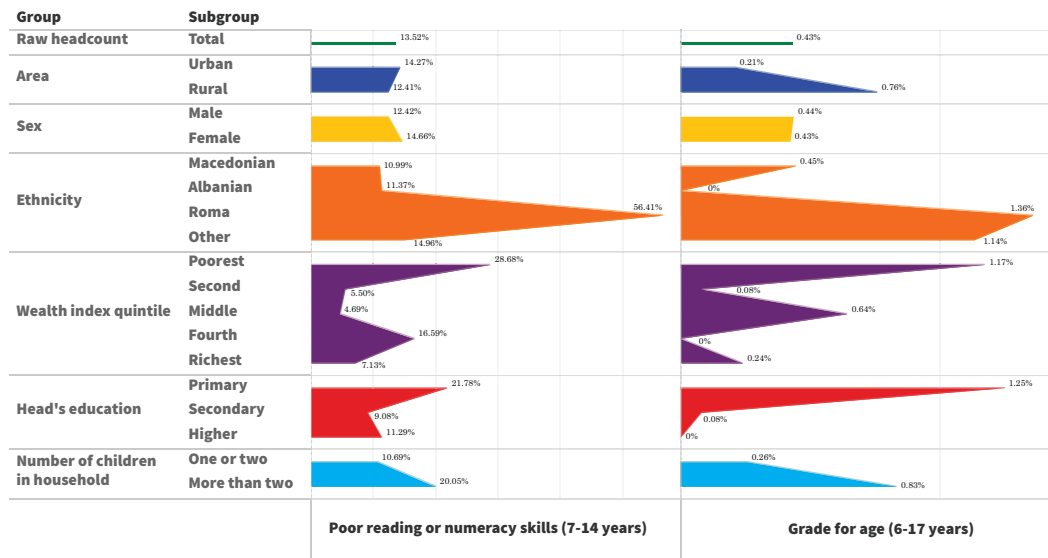 Group Subgroup
Raw headcount Total 13.52% 0.43%
Area
Urban 14.27% 0.21%
Rural 12.41% 0.76%
Sex
Male 12.42% 0.44%
Female 14.66% 0.43%
Ethnicity
Macedonian 10.99% 0.45%
Albanian 11.37% 0%
Roma 56.41% 1.36%
Other 14.96% 1.14%
Wealth index quintile
Poorest 28.68% 1.17%
Second 5.50% 0.08%
Middle 4.69% 0.64%
Fourth 16.59% 0%
Richest 7.13% 0.24%
Head's education
Primary 21.78% 1.25%
Secondary 9.08% 0.08%
Higher 11.29% 0%
Number of children
in household
One or two 10.69% 0.26%
More than two 20.05% 0.83%
Poor reading or numeracy skills (7-14 years) Grade for age (6-17 years)